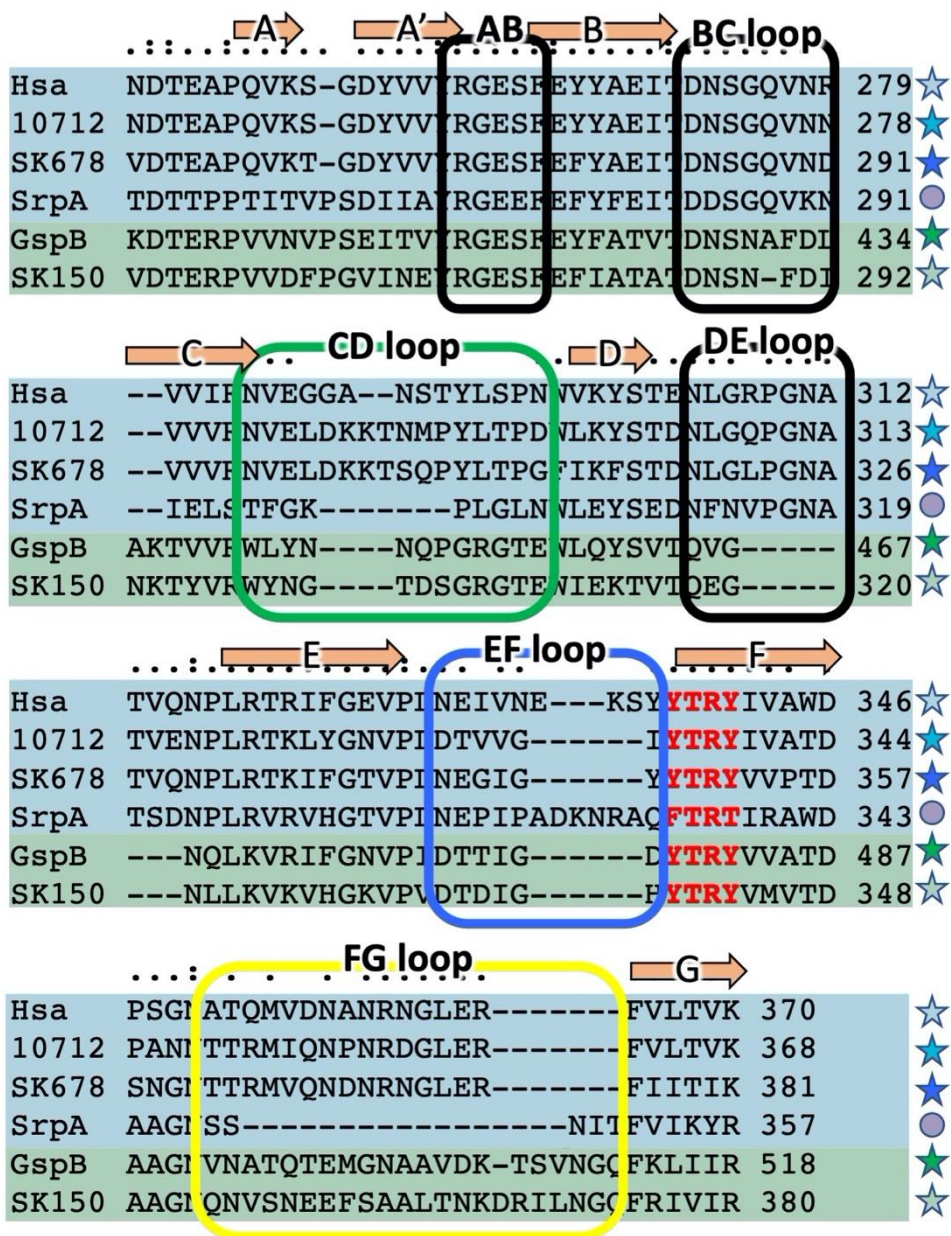 A A' AB B BC loop
Hsa NDTEAPQVKS-GDYVVYRGESFEYYAEITDNSGQVNR 279
10712 NDTEAPQVKS-GDYVVYRGESFEYYAEITDNSGQVNN 278
SK678 VDTEAPQVKT-GDYVVYRGESFEFYAEITDNSGQVND 291
SrpA TDTTPPTITVPSDIIAYRGEEFEFYFEITDDSGQVKN 291
GspB KDTERPVVNVPSEITVYRGESFEYFATVTDNSNAFDL 434
SK150 VDTERPVVDFPGVINEYRGESFEFIATATDNSN-FDI 292
C CD loop D DE loop
Hsa --VVIRNVEGGA--NSTYLSPNWVKYSTENLGRPGNA 312
10712 --VVVRNVELDKKTNMPYLTPDWLKYSTDNLGQPGNA 313
SK678 --VVVRNVELDKKTSQPYLTPGFIKFSTDNLGLPGNA 326
SrpA --IELSTFGK-------PLGLNWLEYSEDNFNVPGNA 319
GspB AKTVVRWLYN----NQPGRGTEWLQYSVTQVG----- 467
SK150 NKTYVRWYNG----TDSGRGTEWIEKTVTQEG----- 320
E EF loop F
Hsa TVQNPLRTRIFGEVPINEIVNE---KSYYTRYIVAWD 346
10712 TVENPLRTKLYGNVPIDTVVG------IYTRYIVATD 344
SK678 TVQNPLRTKIFGTVPINEGIG------YYTRYVVPTD 357
SrpA TSDNPLRVRVHGTVPINEPIPADKNRAQFTRTIRAWD 343
GspB ---NQLKVRIFGNVPIDTTIG------DYTRYVVATD 487
SK150 ---NLLKVKVHGKVPVDTDIG------HYTRYVMVTD 348
FG loop G
Hsa PSGNATQMVDNANRNGLER-------FVLTVK 370
10712 PANNTTRMIQNPNRDGLER-------FVLTVK 368
SK678 SNGNTTRMVQNDNRNGLER-------FIITIK 381
SrpA AAGNSS-----------------NITFVIKYR 357
GspB AAGNVNATQTEMGNAAVDK-TSVNGQFKLIIR 518
SK150 AAGNQNVSNEEFSAALTNKDRILNGQFRIVIR 380